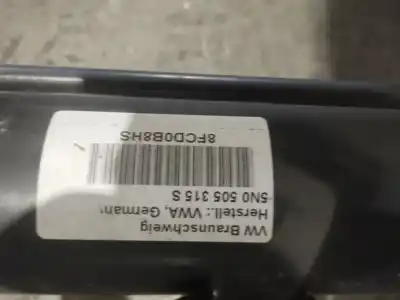 VW Braunschweig
Herstell.: VWA, German
5N0 505 315 S
8FCD0B8HS